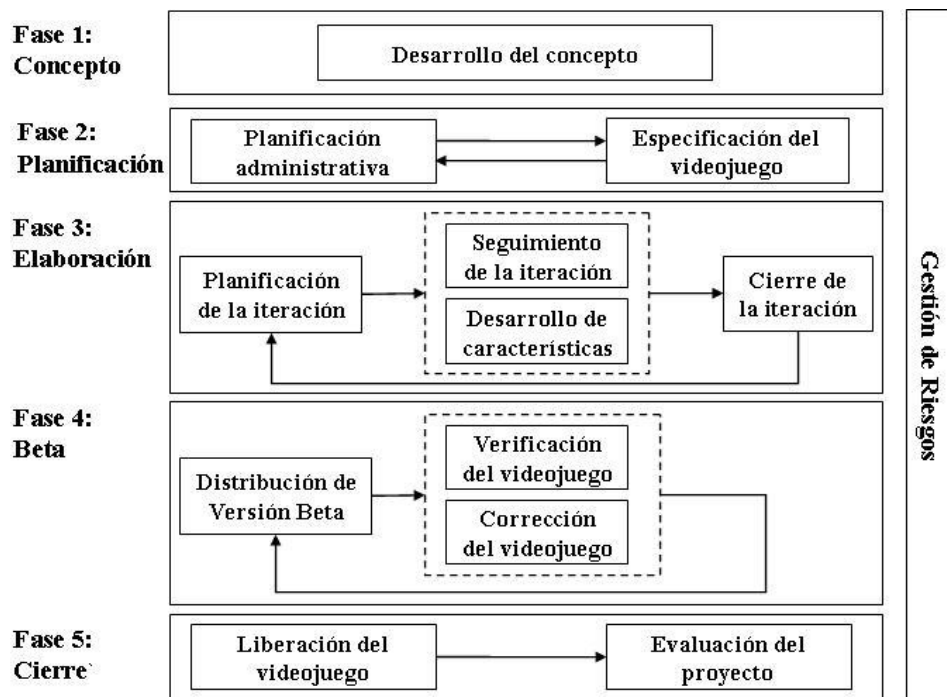 Fase 1:
Concepto
Desarrollo del concepto
Fase 2:
Planificación
Planificación
administrativa
Especificación del
videojuego
Fase 3:
Elaboración
Planificación
de la iteración
Seguimiento
de la iteración
Desarrollo de
características
Cierre de
la iteración
Fase 4:
Beta
Distribución de
Versión Beta
Verificación
del videojuego
Corrección
del videojuego
Fase 5:
Cierre`
Liberación del
videojuego
Evaluación del
proyecto
Gestión de Riesgos